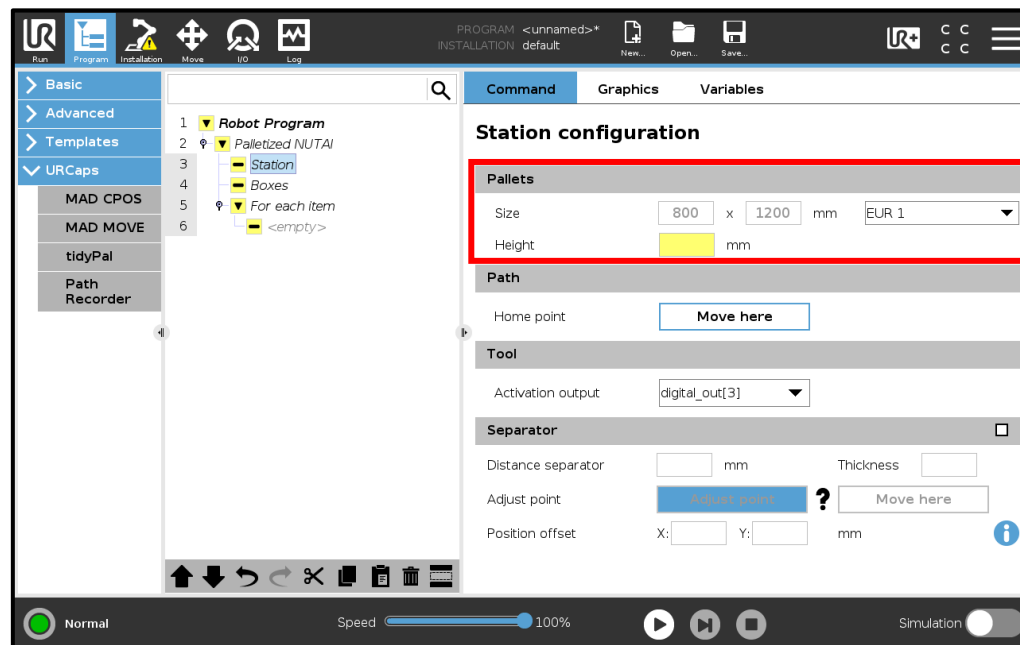 PROGRAM <unnamed>*
INSTALLATION default
UR+
C C
C C
Run
Program
Installation
Move
I/O
Log
New...
Open...
Save...
Basic
Advanced
Templates
URCaps
MAD CPOS
MAD MOVE
tidyPal
Path
Recorder
1 Robot Program
2 Palletized NUTAI
3 Station
4 Boxes
5 For each item
6 <empty>
Command Graphics Variables
Station configuration
Pallets
Size 800 x 1200 mm EUR 1
Height mm
Path
Home point Move here
Tool
Activation output digital_out[3]
Separator
Distance separator mm Thickness
Adjust point Adjust point ? Move here
Position offset X: Y: mm
Normal Speed 100% Simulation